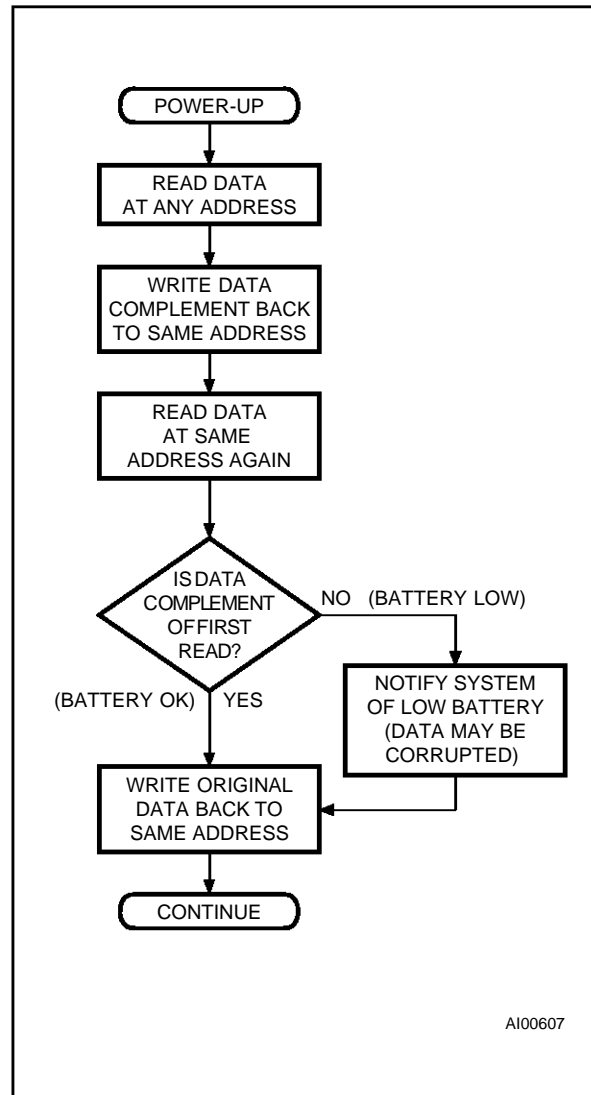 POWER-UP
READ DATA
AT ANY ADDRESS
WRITE DATA
COMPLEMENT BACK
TO SAME ADDRESS
READ DATA
AT SAME
ADDRESS AGAIN
IS DATA
COMPLEMENT
OF FIRST
READ?
NO (BATTERY LOW)
(BATTERY OK) YES
NOTIFY SYSTEM
OF LOW BATTERY
(DATA MAY BE
CORRUPTED)
WRITE ORIGINAL
DATA BACK TO
SAME ADDRESS
CONTINUE
AI00607